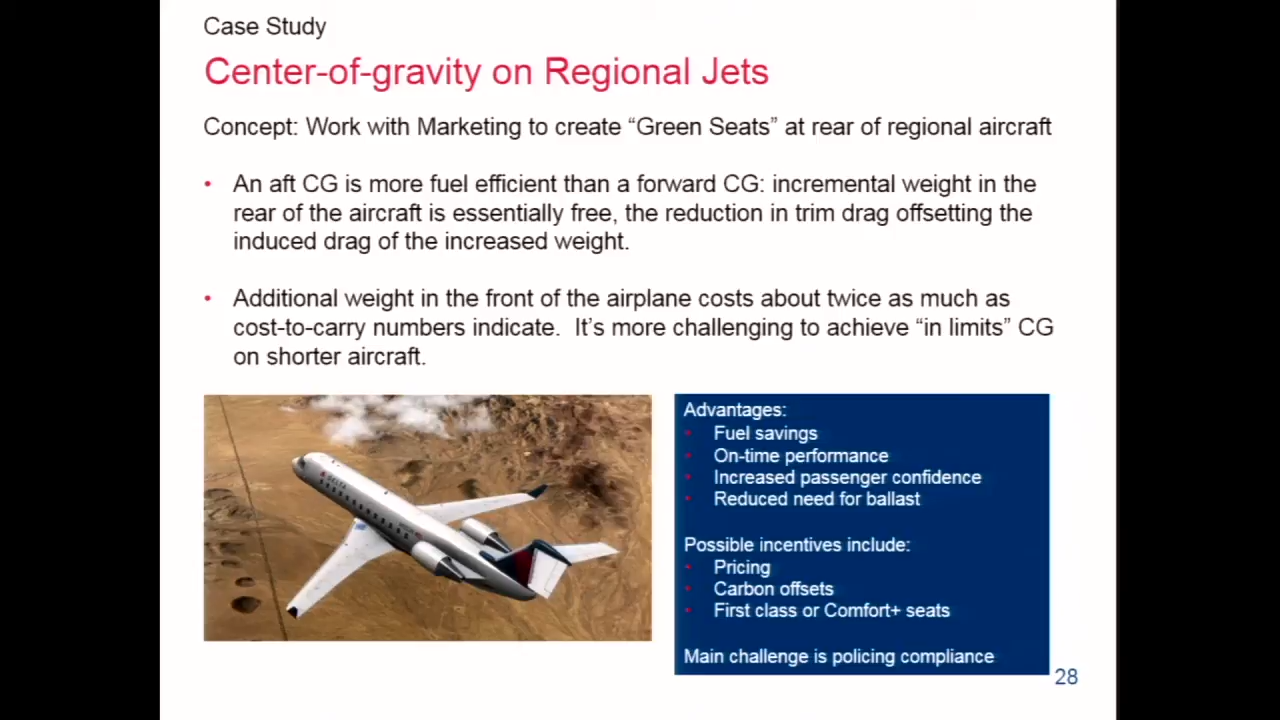 Case Study
Center-of-gravity on Regional Jets
Concept: Work with Marketing to create “Green Seats” at rear of regional aircraft
• An aft CG is more fuel efficient than a forward CG: incremental weight in the
rear of the aircraft is essentially free, the reduction in trim drag offsetting the
induced drag of the increased weight.
• Additional weight in the front of the airplane costs about twice as much as
cost-to-carry numbers indicate. It’s more challenging to achieve “in limits” CG
on shorter aircraft.
DELTA
Advantages:
• Fuel savings
• On-time performance
• Increased passenger confidence
• Reduced need for ballast
Possible incentives include:
• Pricing
• Carbon offsets
• First class or Comfort+ seats
Main challenge is policing compliance
28